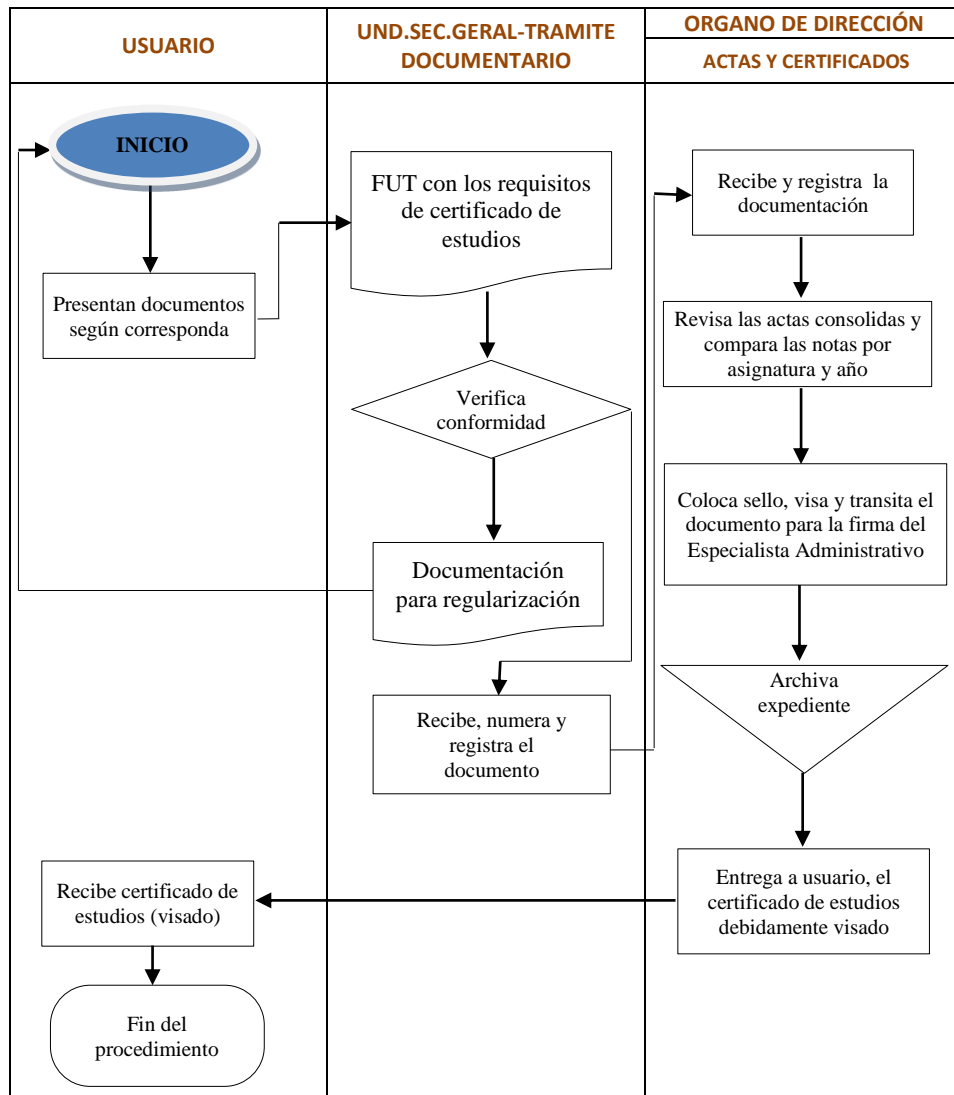 USUARIO
UND.SEC.GERAL-TRAMITE
DOCUMENTARIO
ORGANO DE DIRECCIÓN
ACTAS Y CERTIFICADOS
INICIO
Presentan documentos
según corresponda
FUT con los requisitos
de certificado de
estudios
Verifica
conformidad
Documentación
para regularización
Recibe, numera y
registra el
documento
Recibe y registra la
documentación
Revisa las actas consolidas y
compara las notas por
asignatura y año
Coloca sello, visa y transita el
documento para la firma del
Especialista Administrativo
Archiva
expediente
Entrega a usuario, el
certificado de estudios
debidamente visado
Recibe certificado de
estudios (visado)
Fin del
procedimiento